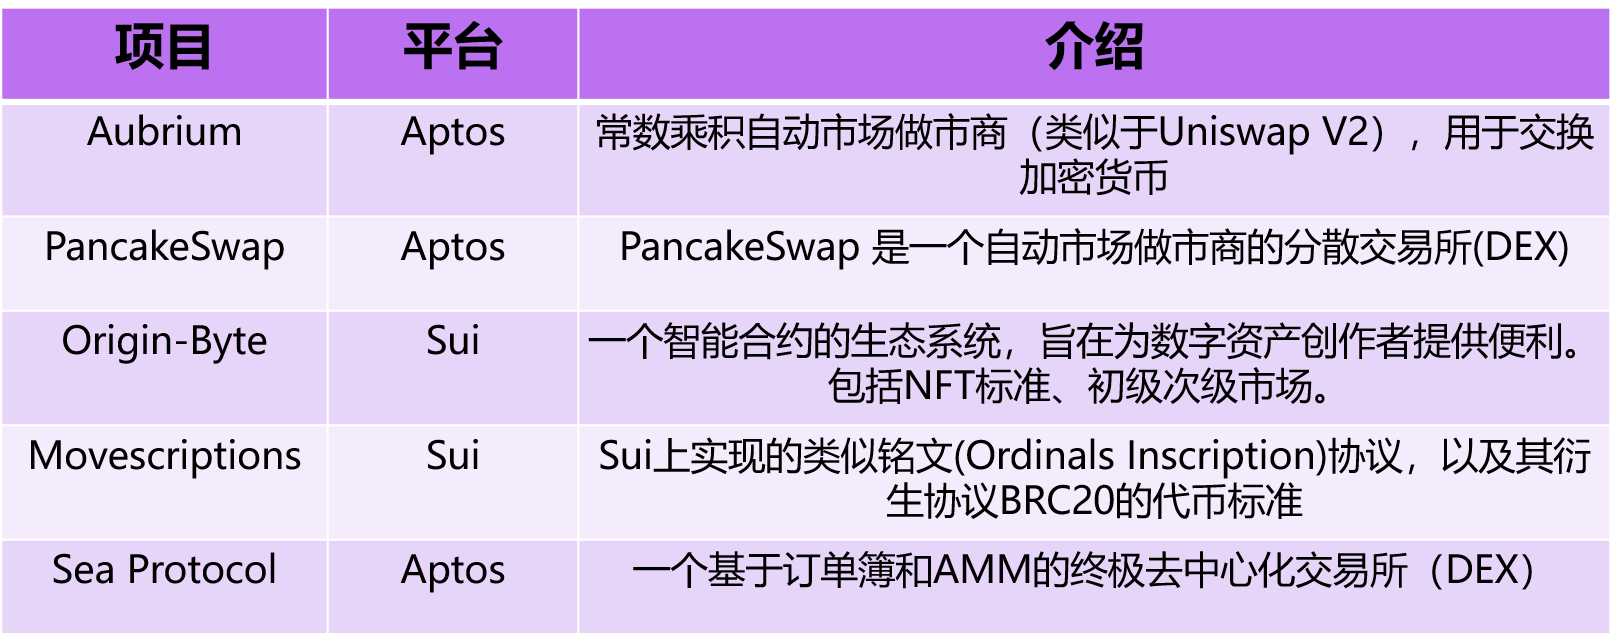 项目 平台 介绍
Aubrium Aptos 常数乘积自动市场做市商（类似于Uniswap V2），用于交换
加密货币
PancakeSwap Aptos PancakeSwap 是一个自动市场做市商的分散交易所(DEX)
Origin-Byte Sui 一个智能合约的生态系统，旨在为数字资产创作者提供便利。
包括NFT标准、初级次级市场。
Movescriptions Sui Sui上实现的类似铭文(Ordinals Inscription)协议，以及其衍
生协议BRC20的代币标准
Sea Protocol Aptos 一个基于订单簿和AMM的终极去中心化交易所（DEX）